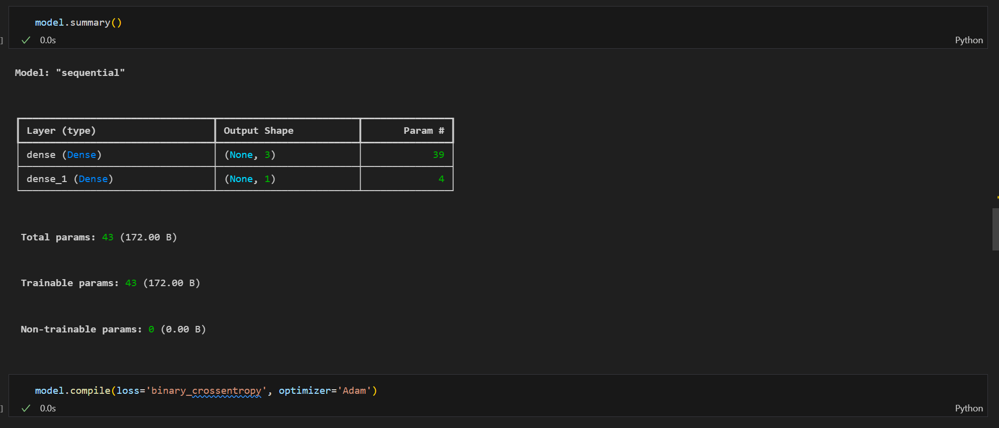 model.summary()
] ✓ 0.0s Python
Model: "sequential"
Layer (type) Output Shape Param #
dense (Dense) (None, 3) 39
dense_1 (Dense) (None, 1) 4
Total params: 43 (172.00 B)
Trainable params: 43 (172.00 B)
Non-trainable params: 0 (0.00 B)
model.compile(loss='binary_crossentropy', optimizer='Adam')
] ✓ 0.0s Python